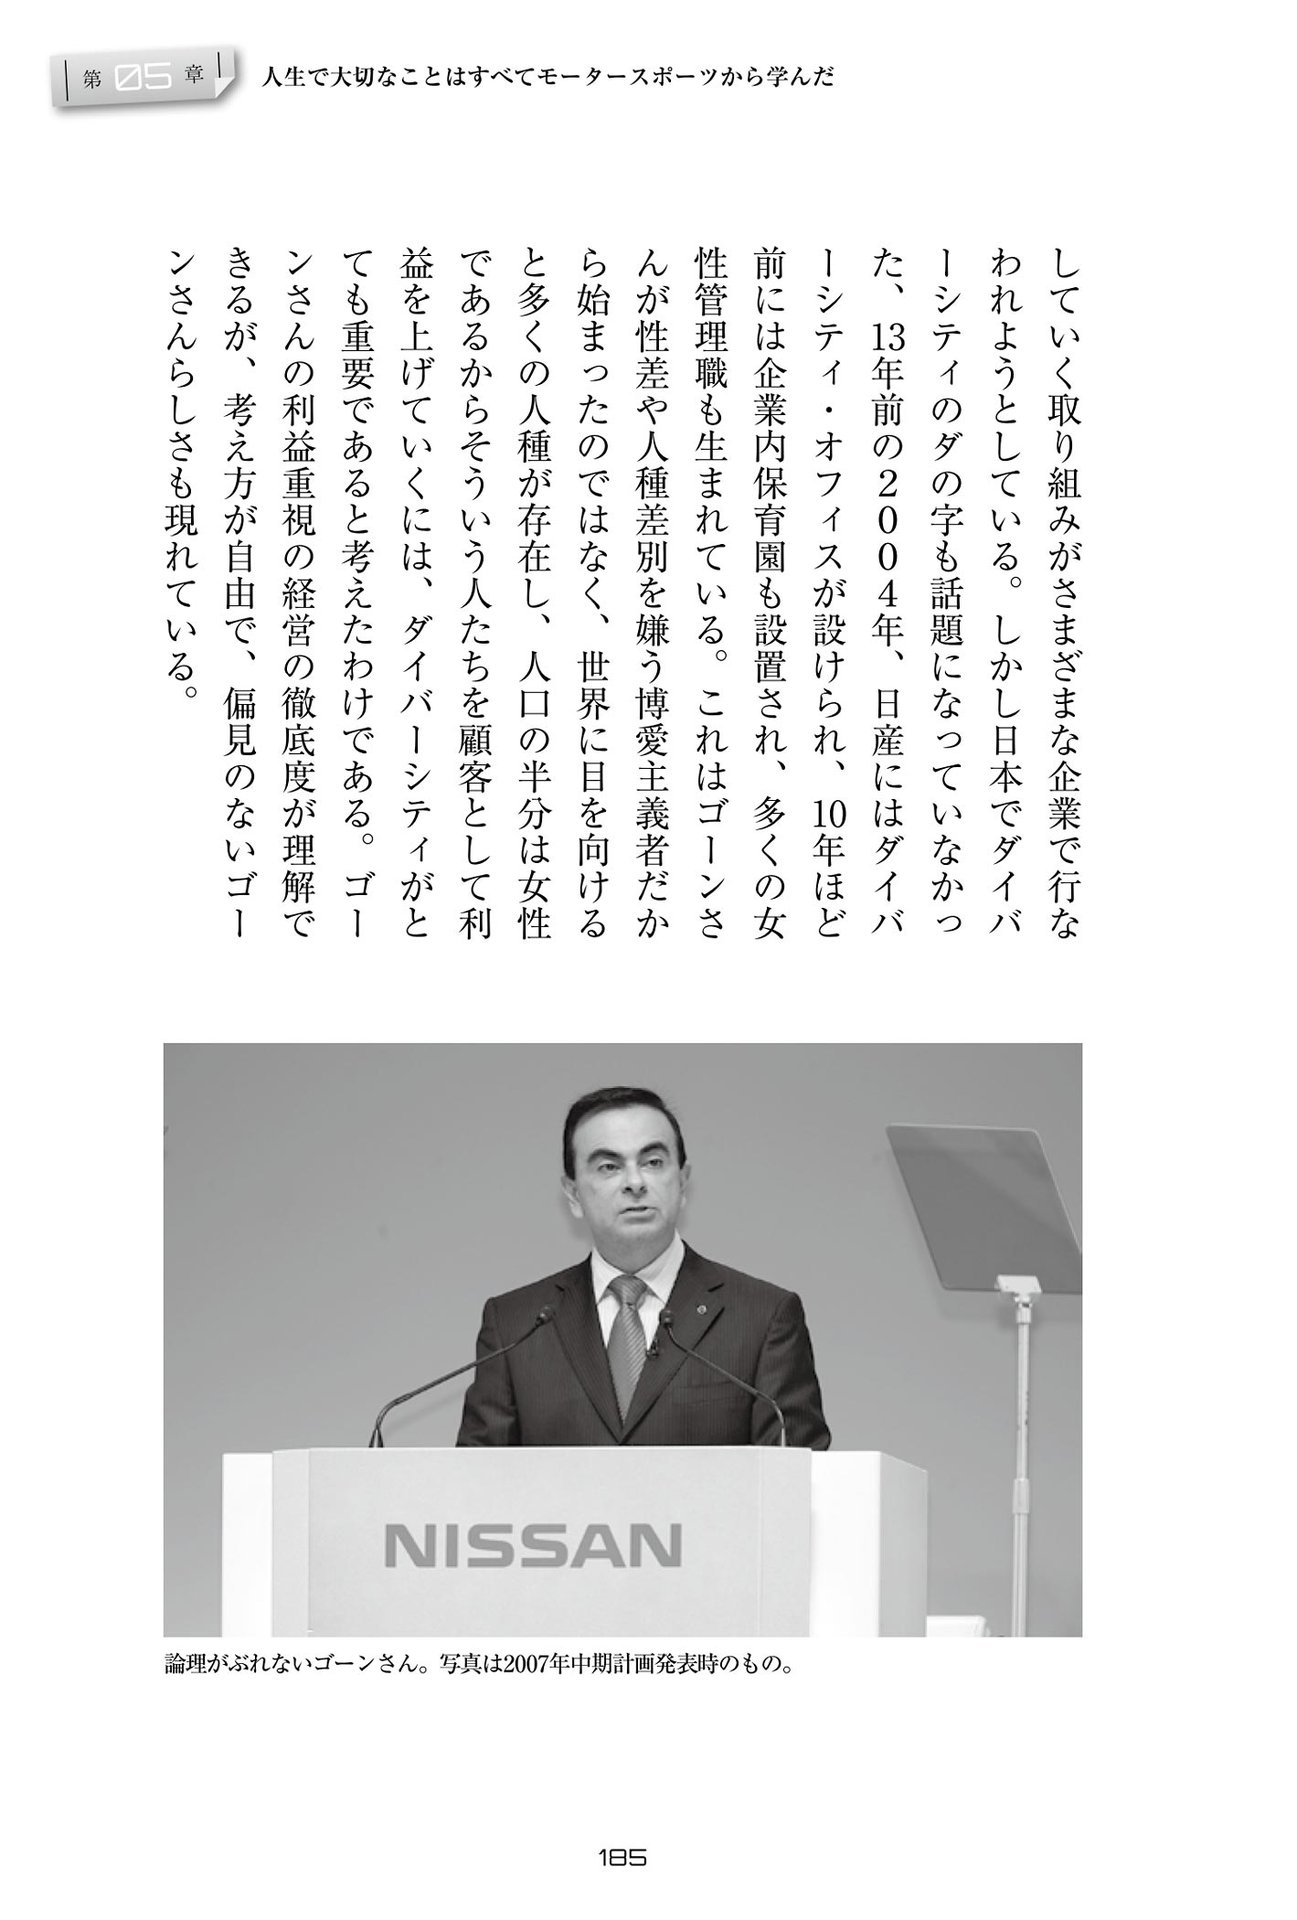 第05章
人生で大切なことはすべてモータースポーツから学んだ
していく取り組みがさまざまな企業で行な
われようとしている。しかし日本でダイバ
ーシティのダの字も話題になっていなかっ
た、13年前の2004年、日産にはダイバ
ーシティ・オフィスが設けられ、10年ほど
前には企業内保育園も設置され、多くの女
性管理職も生まれている。これはゴーンさ
んが性差や人種差別を嫌う博愛主義者だか
ら始まったのではなく、世界に目を向ける
と多くの人種が存在し、人口の半分は女性
であるからそういう人たちを顧客として利
益を上げていくには、ダイバーシティがと
ても重要であると考えたわけである。ゴー
ンさんの利益重視の経営の徹底度が理解で
きるが、考え方が自由で、偏見のないゴー
ンさんらしさも現れている。
NISSAN
論理がぶれないゴーンさん。写真は2007年中期計画発表時のもの。
185